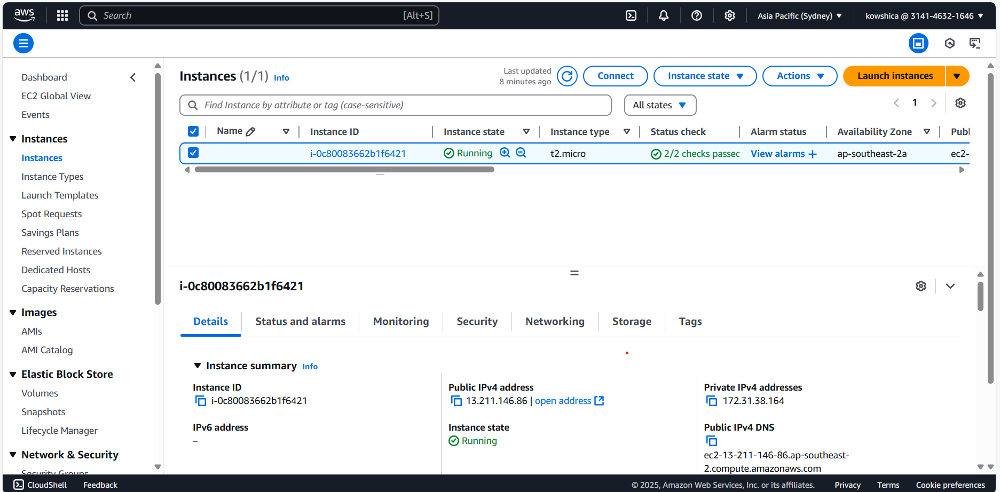 aws
Search [Alt+S]
Asia Pacific (Sydney)
kowshica @ 3141-4632-1646
Dashboard
EC2 Global View
Events
Instances
Instances
Instance Types
Launch Templates
Spot Requests
Savings Plans
Reserved Instances
Dedicated Hosts
Capacity Reservations
Images
AMIs
AMI Catalog
Elastic Block Store
Volumes
Snapshots
Lifecycle Manager
Network & Security
Security Groups
Instances (1/1) Info
Last updated
8 minutes ago
Connect
Instance state
Actions
Launch instances
Find Instance by attribute or tag (case-sensitive)
All states
1
Name Instance ID Instance state Instance type Status check Alarm status Availability Zone Publ
i-0c80083662b1f6421 Running t2.micro 2/2 checks passec View alarms + ap-southeast-2a ec2-
i-0c80083662b1f6421
Details Status and alarms Monitoring Security Networking Storage Tags
Instance summary Info
Instance ID
i-0c80083662b1f6421
IPv6 address
–
Public IPv4 address
13.211.146.86 | open address
Instance state
Running
Private IPv4 addresses
172.31.38.164
Public IPv4 DNS
ec2-13-211-146-86.ap-southeast-
2.compute.amazonaws.com
CloudShell Feedback
© 2025, Amazon Web Services, Inc. or its affiliates. Privacy Terms Cookie preferences